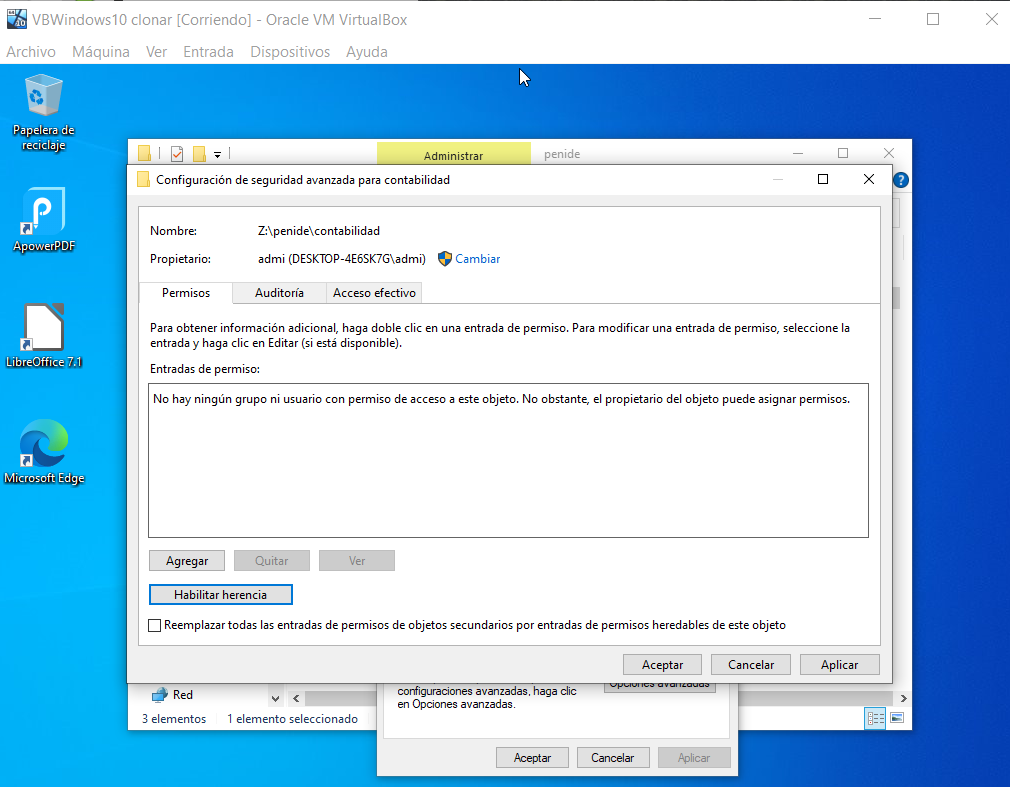 VBWindows10 clonar [Corriendo] - Oracle VM VirtualBox
Archivo Máquina Ver Entrada Dispositivos Ayuda
Papelera de
reciclaje
ApowerPDF
LibreOffice 7.1
Microsoft Edge
Administrar penide
Configuración de seguridad avanzada para contabilidad
Nombre: Z:\penide\contabilidad
Propietario: admi (DESKTOP-4E6SK7G\admi) Cambiar
Permisos Auditoría Acceso efectivo
Para obtener información adicional, haga doble clic en una entrada de permiso. Para modificar una entrada de permiso, seleccione la
entrada y haga clic en Editar (si está disponible).
Entradas de permiso:
No hay ningún grupo ni usuario con permiso de acceso a este objeto. No obstante, el propietario del objeto puede asignar permisos.
Agregar Quitar Ver
Habilitar herencia
Reemplazar todas las entradas de permisos de objetos secundarios por entradas de permisos heredables de este objeto
Aceptar Cancelar Aplicar
Red
configuraciones avanzadas, haga clic
en Opciones avanzadas.
Opciones avanzadas
3 elementos 1 elemento seleccionado
Aceptar Cancelar Aplicar